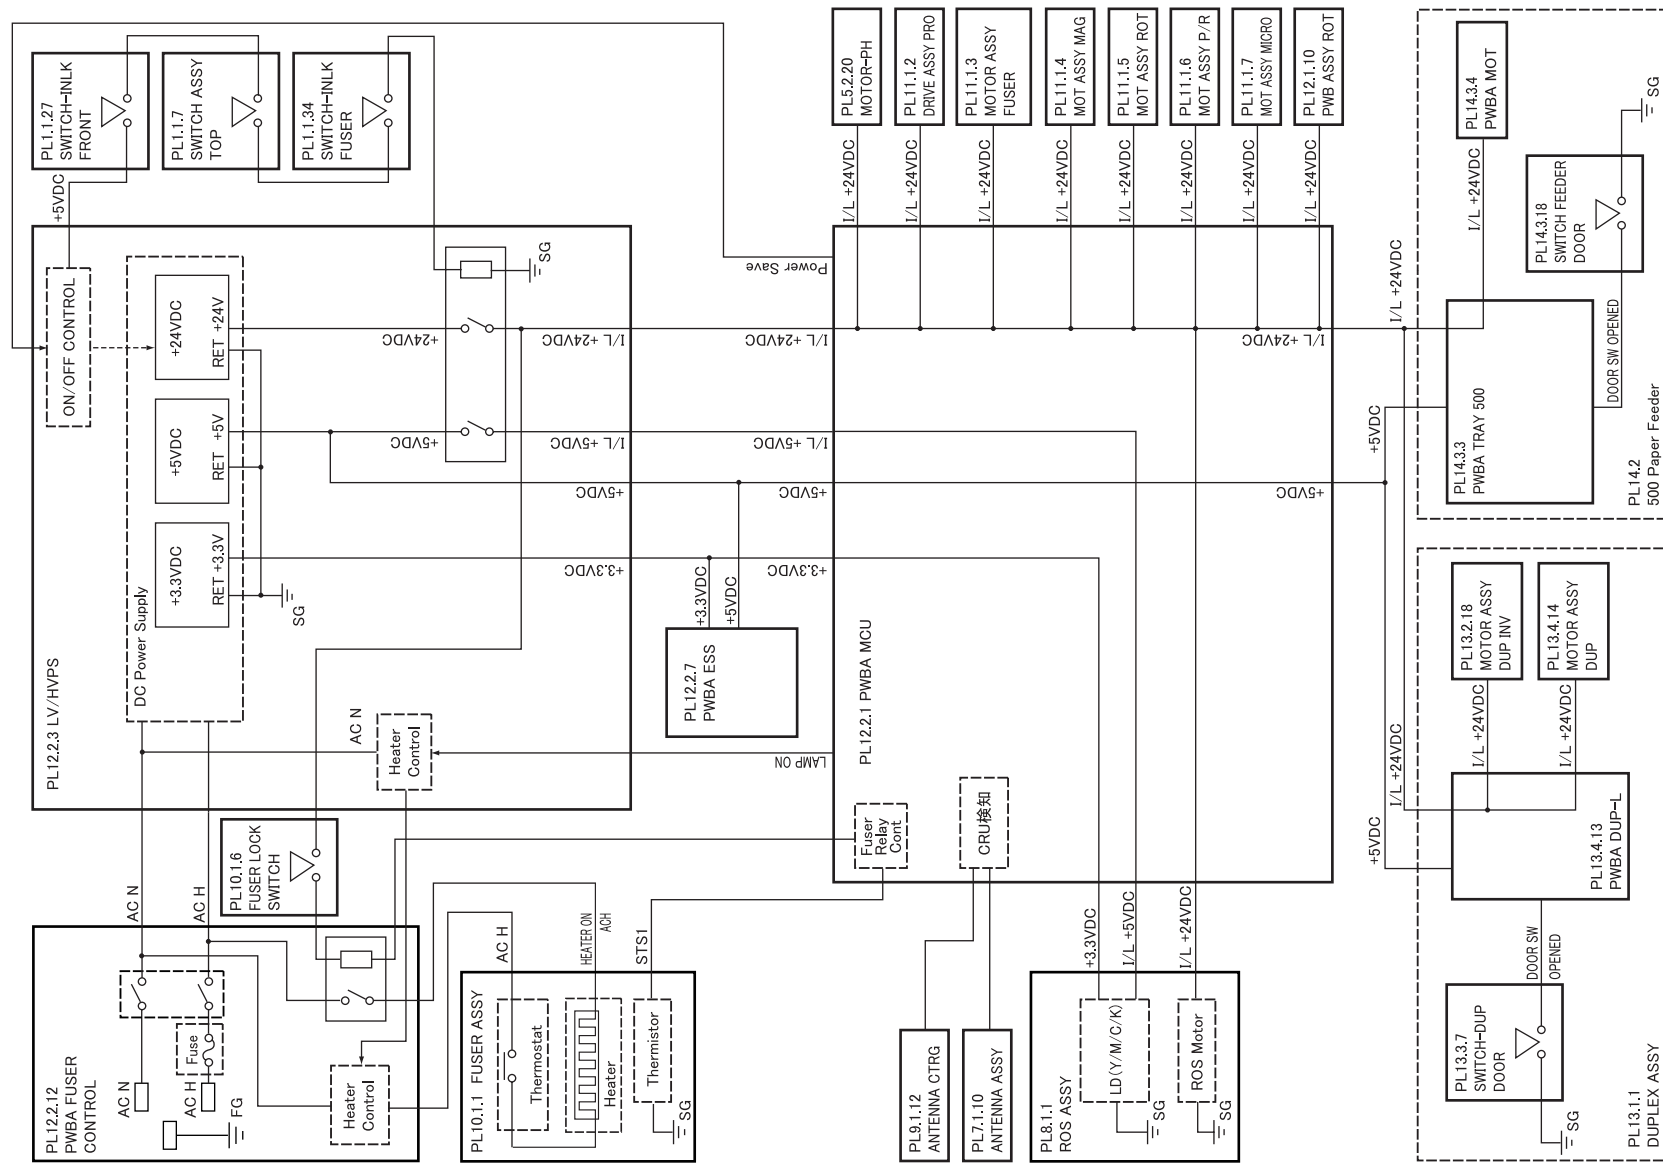 PL1.1.27
SWITCH-INLK
FRONT
PL1.1.7
SWITCH ASSY
TOP
PL1.1.34
SWITCH-INLK
FUSER
+5VDC
PL12.2.3 LV/HVPS
ON/OFF CONTROL
DC Power Supply
+24VDC
RET +24V
+5VDC
RET +5V
+3.3VDC
RET +3.3V
SG
SG
+24VDC
I/L +24VDC
+5VDC
I/L +5VDC
+5VDC
+3.3VDC
AC N
Heater
Control
LAMP ON
Power Save
I/L +24VDC
I/L +5VDC
+5VDC
+3.3VDC
+3.3VDC
+5VDC
PL12.2.7
PWBA ESS
PL12.2.1 PWBA MCU
Fuser
Relay
Cont
CRU検知
I/L +24VDC
+5VDC
PL5.2.20
MOTOR-PH
I/L +24VDC
PL11.1.2
DRIVE ASSY PRO
I/L +24VDC
PL11.1.3
MOTOR ASSY
FUSER
I/L +24VDC
PL11.1.4
MOT ASSY MAG
I/L +24VDC
PL11.1.5
MOT ASSY ROT
I/L +24VDC
PL11.1.6
MOT ASSY P/R
I/L +24VDC
PL11.1.7
MOT ASSY MICRO
I/L +24VDC
PL12.1.10
PWB ASSY ROT
I/L +24VDC
I/L +24VDC
+5VDC
PL14.3.4
PWBA MOT
I/L +24VDC
PL14.3.18
SWITCH FEEDER
DOOR
SG
DOOR SW OPENED
PL14.3.3
PWBA TRAY 500
PL14.2
500 Paper Feeder
PL13.2.18
MOTOR ASSY
DUP INV
PL13.4.14
MOTOR ASSY
DUP
I/L +24VDC
I/L +24VDC
I/L +24VDC
+5VDC
PL13.4.13
PWBA DUP-L
DOOR SW
OPENED
PL13.3.7
SWITCH-DUP
DOOR
SG
PL13.1.1
DUPLEX ASSY
AC N
AC H
PL10.1.6
FUSER LOCK
SWITCH
PL12.2.12
PWBA FUSER
CONTROL
AC N
AC H
Fuse
FG
Heater
Control
AC H
HEATER ON
ACH
STS1
PL10.1.1 FUSER ASSY
Thermostat
Heater
Thermistor
SG
PL9.1.12
ANTENNA CTRG
PL7.1.10
ANTENNA ASSY
+3.3VDC
I/L +5VDC
I/L +24VDC
PL8.1.1
ROS ASSY
LD(Y/M/C/K)
SG
ROS Motor
SG